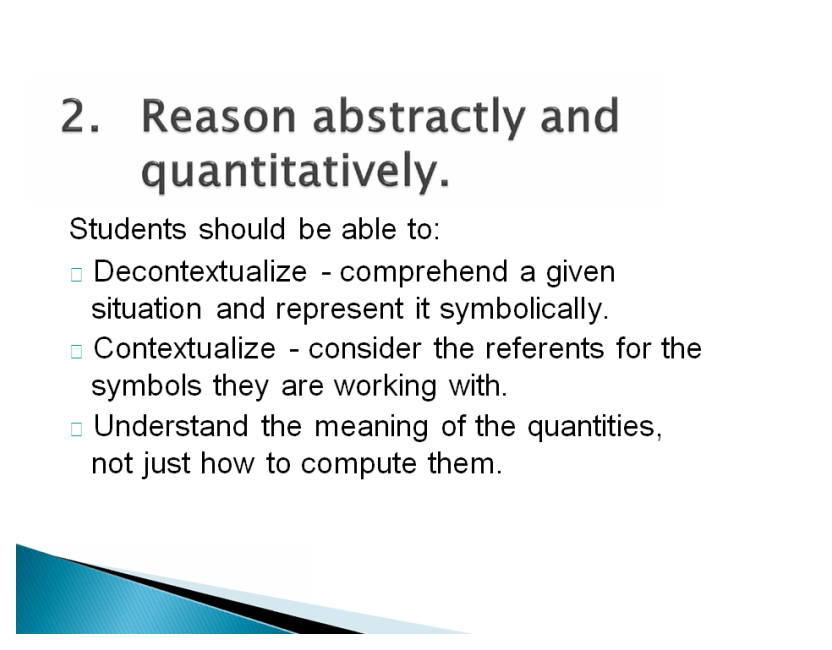 2. Reason abstractly and
quantitatively.
Students should be able to:
Decontextualize - comprehend a given
situation and represent it symbolically.
Contextualize - consider the referents for the
symbols they are working with.
Understand the meaning of the quantities,
not just how to compute them.